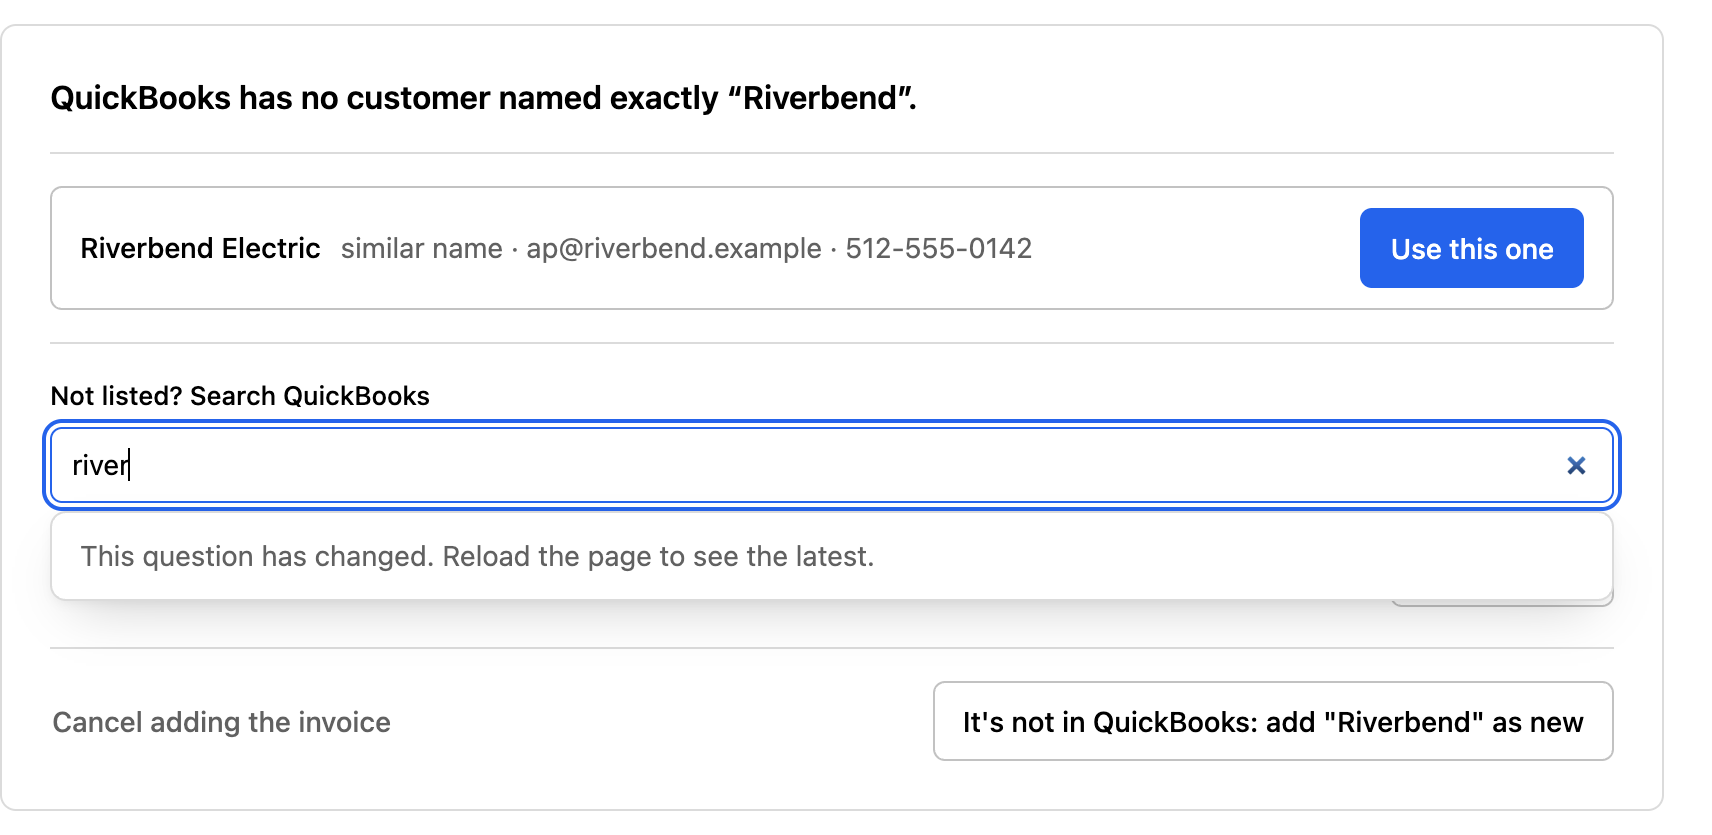 QuickBooks has no customer named exactly “Riverbend”.
Riverbend Electric similar name · ap@riverbend.example · 512-555-0142
Use this one
Not listed? Search QuickBooks
river
This question has changed. Reload the page to see the latest.
Cancel adding the invoice
It's not in QuickBooks: add "Riverbend" as new